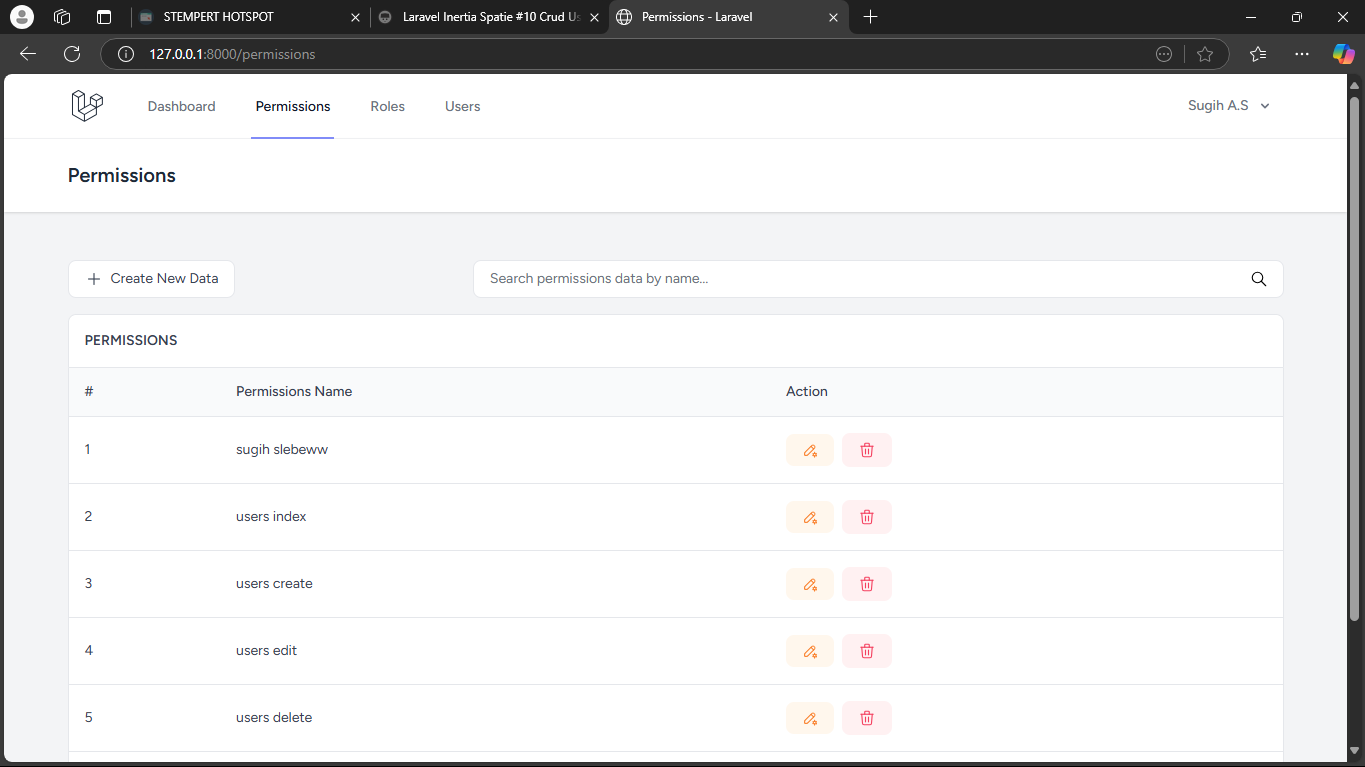 STEMPERT HOTSPOT
Laravel Inertia Spatie #10 Crud Us
Permissions - Laravel
127.0.0.1:8000/permissions
Dashboard Permissions Roles Users Sugih A.S
Permissions
Create New Data
Search permissions data by name...
PERMISSIONS
# Permissions Name Action
1 sugih slebeww
2 users index
3 users create
4 users edit
5 users delete